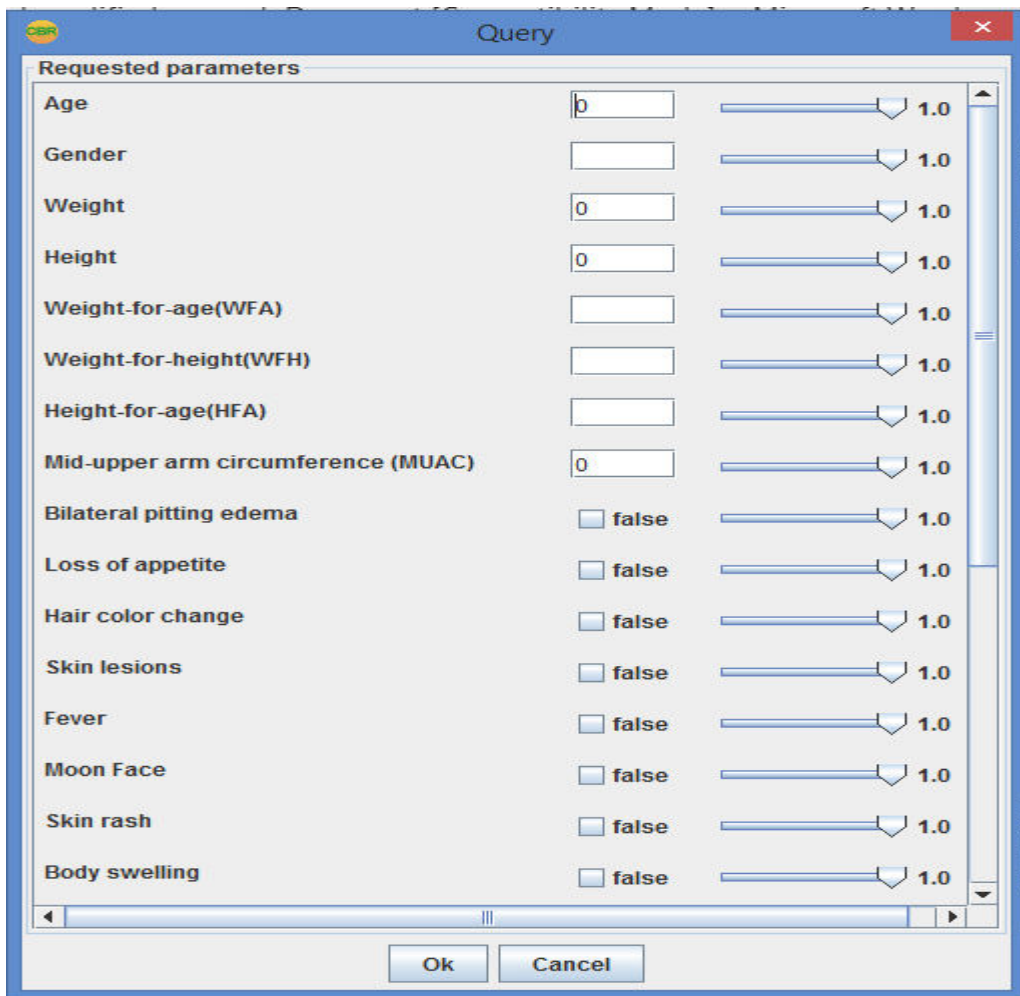 CBR Query
Requested parameters
Age 0 1.0
Gender 1.0
Weight 0 1.0
Height 0 1.0
Weight-for-age(WFA) 1.0
Weight-for-height(WFH) 1.0
Height-for-age(HFA) 1.0
Mid-upper arm circumference (MUAC) 0 1.0
Bilateral pitting edema false 1.0
Loss of appetite false 1.0
Hair color change false 1.0
Skin lesions false 1.0
Fever false 1.0
Moon Face false 1.0
Skin rash false 1.0
Body swelling false 1.0
Ok Cancel